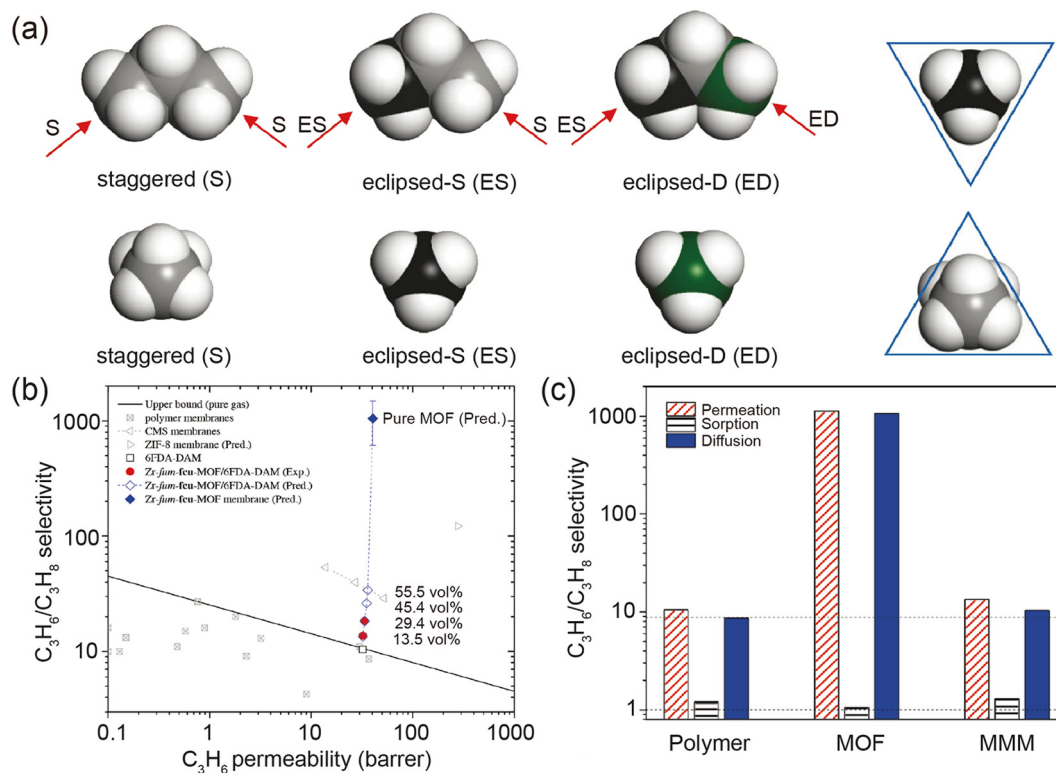 (a)
S
S
ES
S
ES
ED
staggered (S)
eclipsed-S (ES)
eclipsed-D (ED)
staggered (S)
eclipsed-S (ES)
eclipsed-D (ED)
(b)
C3H6/C3H8 selectivity
1000
100
10
Upper bound (pure gas)
polymer membranes
CMS membranes
ZIF-8 membrane (Pred.)
6FDA-DAM
Zr-fum-fcu-MOF/6FDA-DAM (Exp.)
Zr-fum-fcu-MOF/6FDA-DAM (Pred.)
Zr-fum-fcu-MOF membrane (Pred.)
Pure MOF (Pred.)
55.5 vol%
45.4 vol%
29.4 vol%
13.5 vol%
0.1 1 10 100 1000
C3H6 permeability (barrer)
(c)
C3H6/C3H8 selectivity
1000
100
10
1
Permeation
Sorption
Diffusion
Polymer MOF MMM